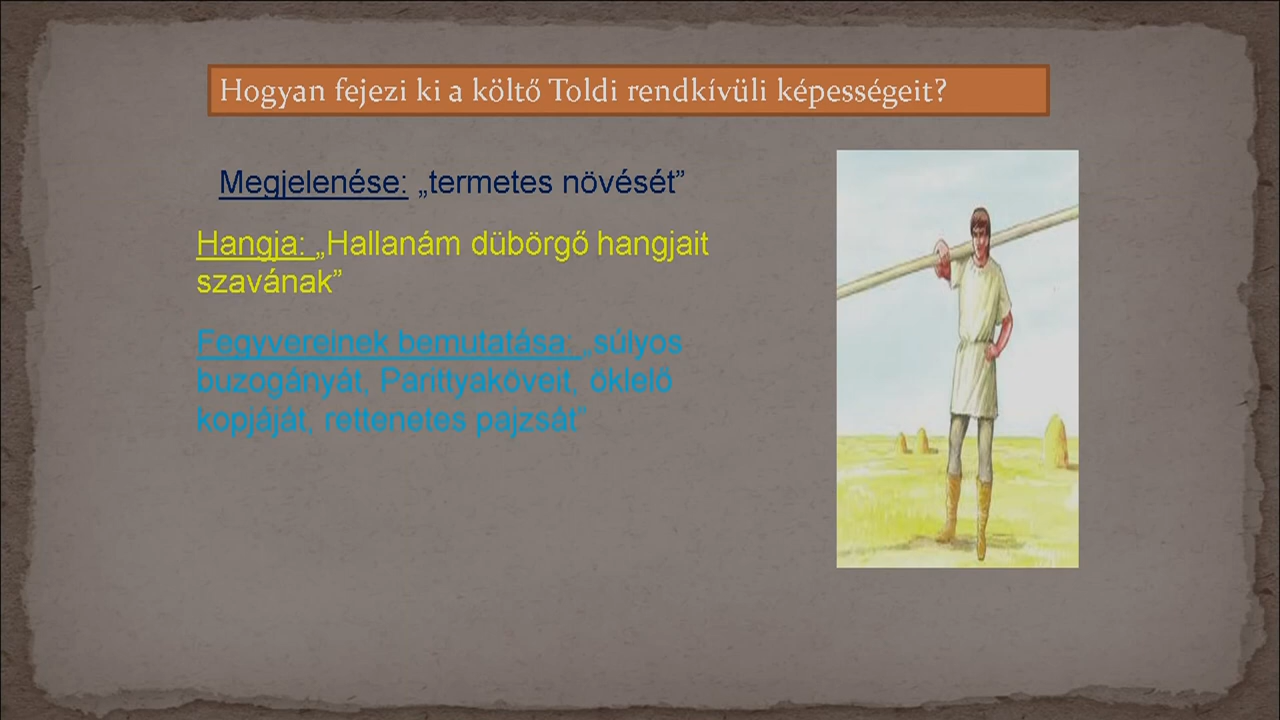 Hogyan fejezi ki a költő Toldi rendkívüli képességeit?
Megjelenése: „termetes növését”
Hangja: „Hallanám dübörgő hangjait
szavának”
Fegyvereinek bemutatása: „súlyos
buzogányát, Parittyaköveit, öklelő
kopjáját, rettenetes pajzsát”